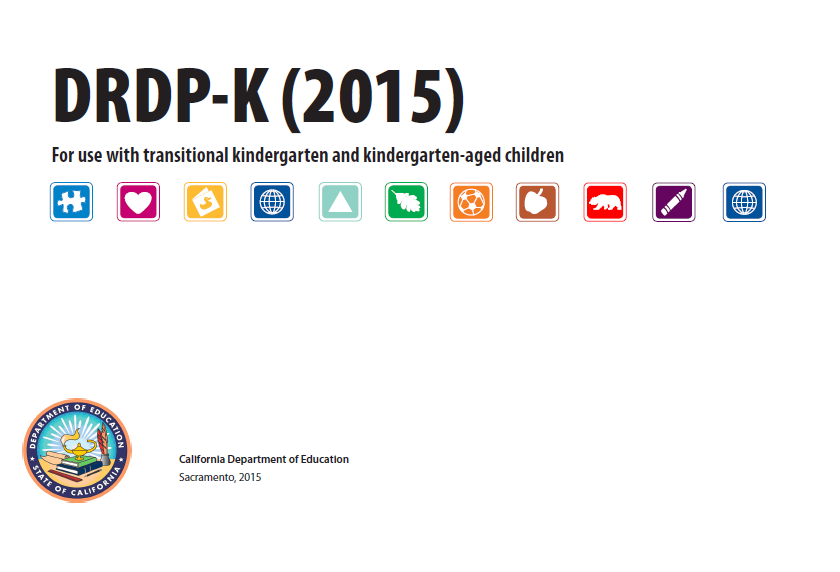 DRDP-K (2015)
For use with transitional kindergarten and kindergarten-aged children
DEPARTMENT OF EDUCATION
STATE OF CALIFORNIA
California Department of Education
Sacramento, 2015